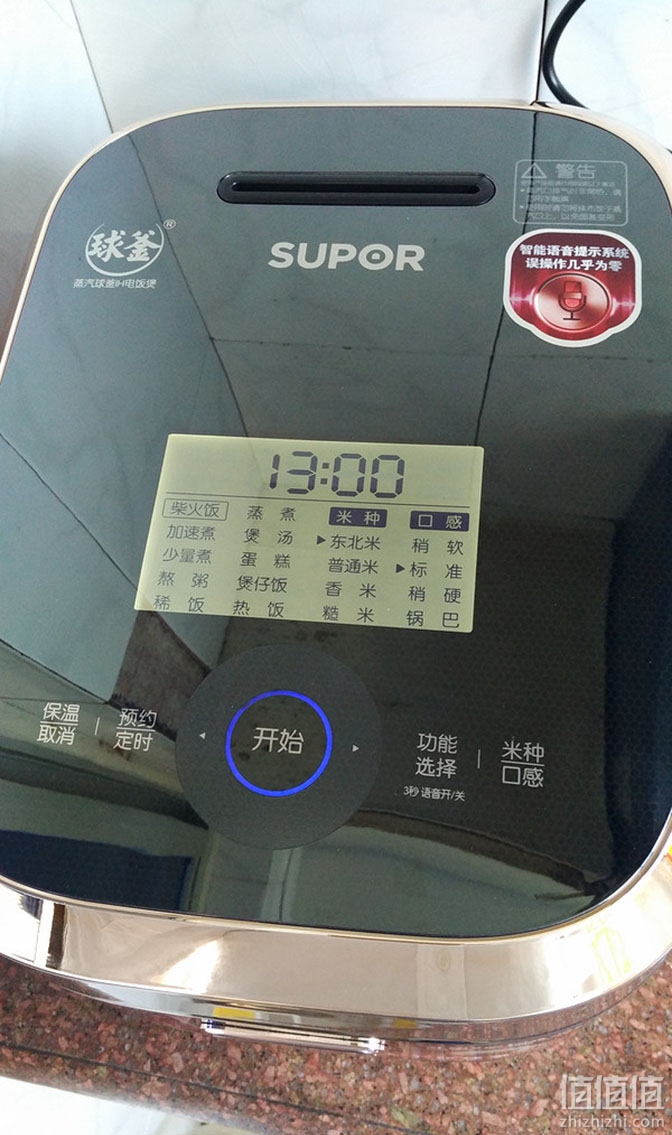 警告
智能语音提示系统
误操作几乎为零
球釜®
蒸汽球釜IH电饭煲
SUPOR
13:00
柴火饭 蒸煮 米种 口感
加速煮 煲汤 东北米 稍软
少量煮 蛋糕 普通米 标准
熬粥 煲仔饭 香米 稍硬
稀饭 热饭 糙米 锅巴
保温
取消
预约
定时
开始
功能
选择
米种
口感
3秒 语音开/关
值值值
zhizhizhi.com